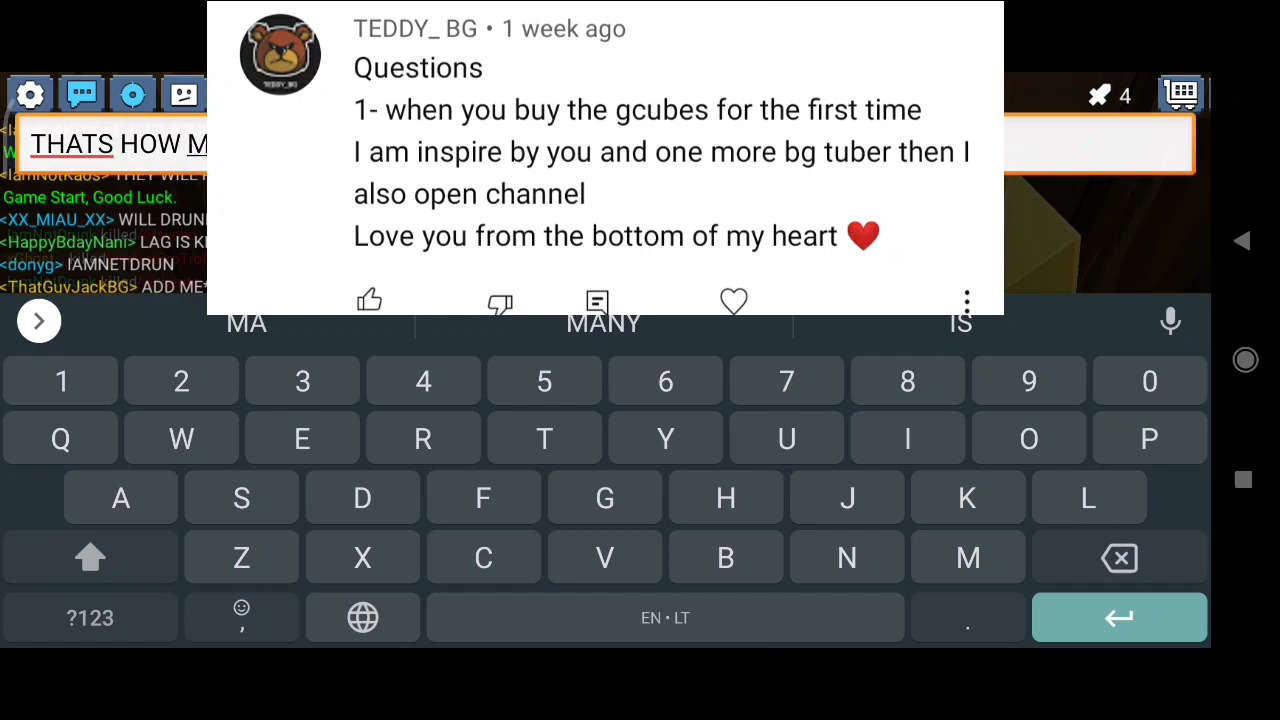 TEDDY_ BG • 1 week ago
Questions
1- when you buy the gcubes for the first time
I am inspire by you and one more bg tuber then I
also open channel
Love you from the bottom of my heart ❤️
TEDDY_BG
4
THATS HOW M
Game Start, Good Luck.
<XX_MIAU_XX> WILL DRUN
<HappyBdayNani> LAG IS KI
<donyg> IAMNETDRUN
<ThatGuyJackBG> ADD ME
MA MANY IS
1 2 3 4 5 6 7 8 9 0
Q W E R T Y U I O P
A S D F G H J K L
Z X C V B N M
?123 , EN • LT .